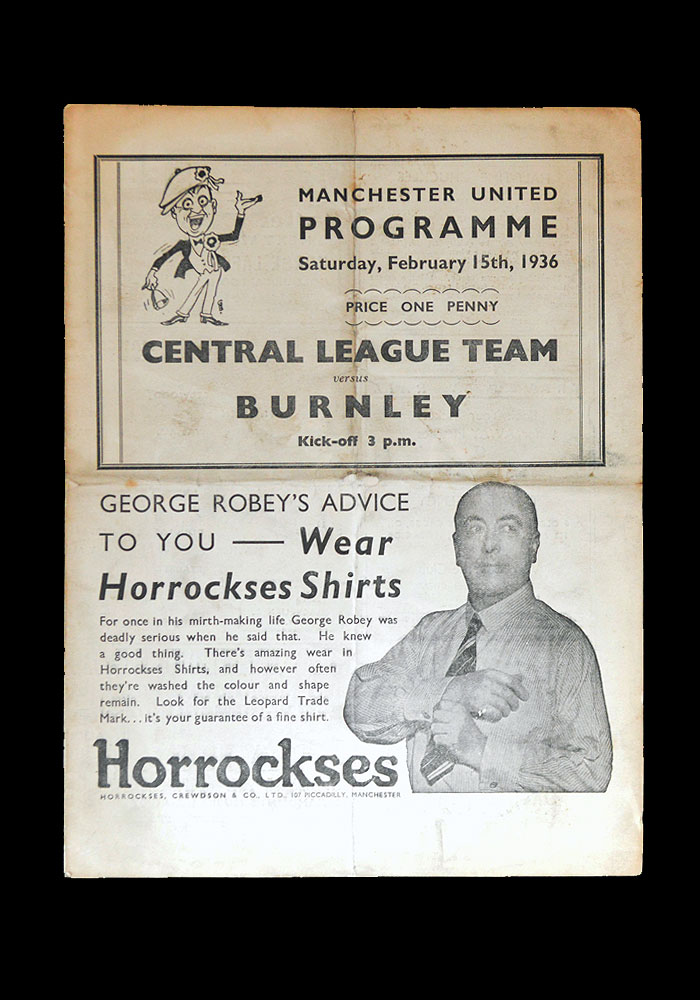 MANCHESTER UNITED
PROGRAMME
Saturday, February 15th, 1936
PRICE ONE PENNY
CENTRAL LEAGUE TEAM
versus
BURNLEY
Kick-off 3 p.m.
GEORGE ROBEY'S ADVICE
TO YOU — Wear
Horrockses Shirts
For once in his mirth-making life George Robey was
deadly serious when he said that. He knew
a good thing. There's amazing wear in
Horrockses Shirts, and however often
they're washed the colour and shape
remain. Look for the Leopard Trade
Mark...it's your guarantee of a fine shirt.
Horrockses
HORROCKSES, CREWDSON & CO., LTD., 107 PICCADILLY, MANCHESTER